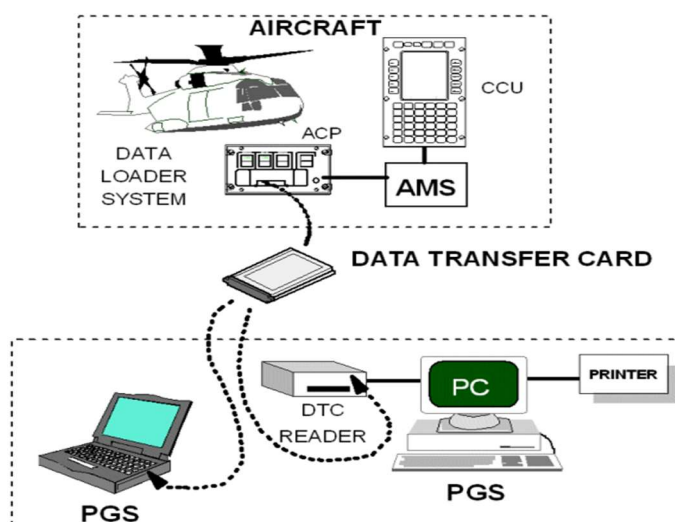 AIRCRAFT
CCU
ACP
DATA
LOADER
SYSTEM
AMS
DATA TRANSFER CARD
PC
PRINTER
DTC
READER
PGS
PGS